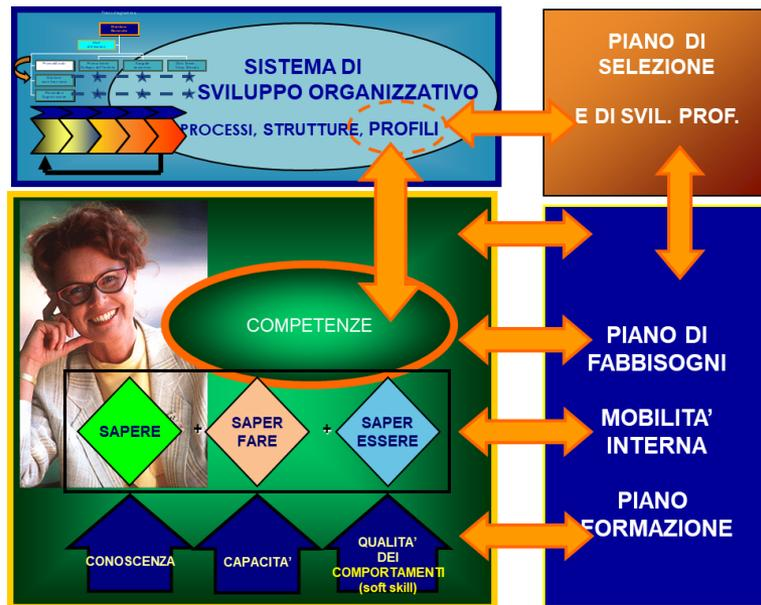 SISTEMA DI
SVILUPPO ORGANIZZATIVO
PROCESSI, STRUTTURE, PROFILI
PIANO DI
SELEZIONE
E DI SVIL. PROF.
COMPETENZE
SAPERE
+
SAPER
FARE
+
SAPER
ESSERE
CONOSCENZA
CAPACITA'
QUALITA'
DEI
COMPORTAMENTI
(soft skill)
PIANO DI
FABBISOGNI
MOBILITA'
INTERNA
PIANO
FORMAZIONE